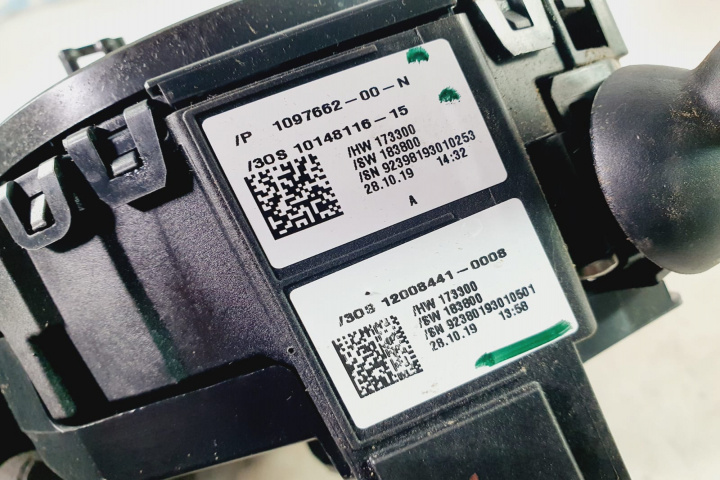 /P 1097662-00-N
/30S 10148116-15
/HW 173300
/SW 183800
/SN 92398193010253
28.10.19 14:32
A
/30S 12008441-0008
/HW 173300
/SW 183800
/SN 92380193010501
28.10.19 13:58